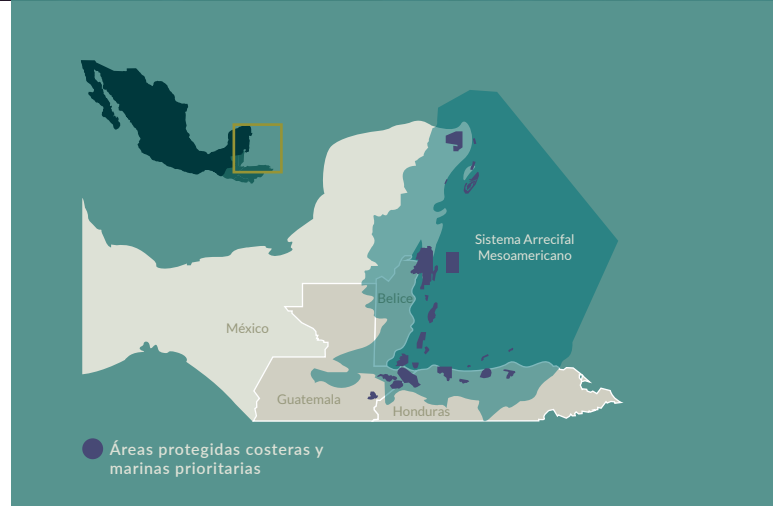 Sistema Arrecifal
Mesoamericano
Belice
México
Guatemala
Honduras
Áreas protegidas costeras y
marinas prioritarias